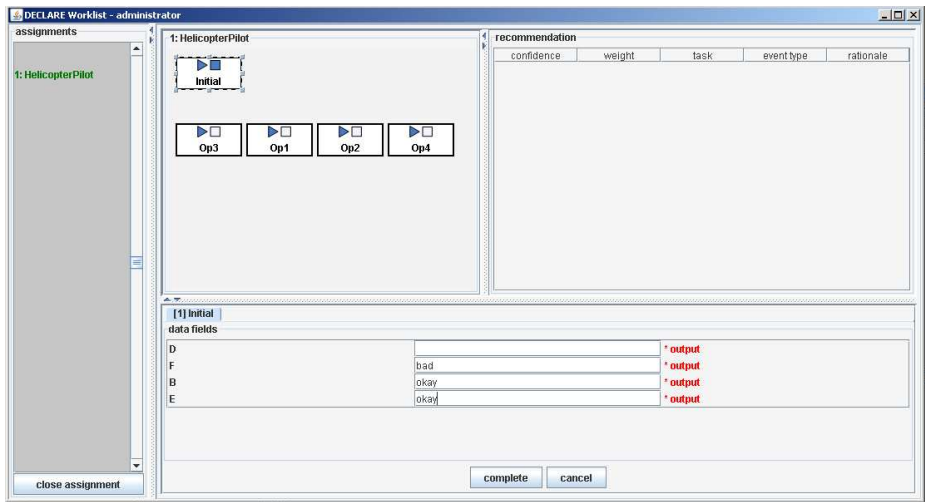 DECLARE Worklist - administrator
assignments
1: HelicopterPilot
close assignment
1: HelicopterPilot
Initial
Op3 Op1 Op2 Op4
recommendation
confidence weight task event type rationale
[1] Initial
data fields
D * output
F bad * output
B okay * output
E okay * output
complete cancel